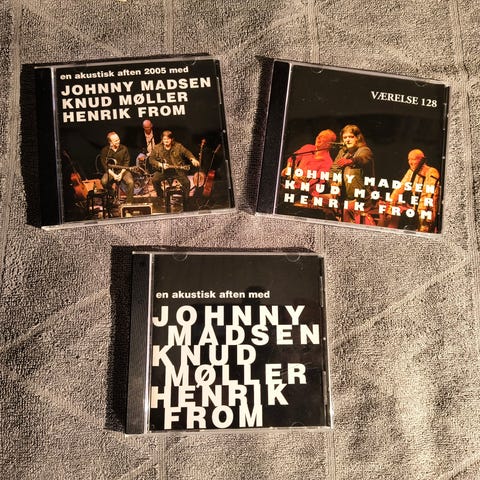 en akustisk aften 2005 med
JOHNNY MADSEN
KNUD MØLLER
HENRIK FROM
VÆRELSE 128
JOHNNY MADSEN
KNUD MØLLER
HENRIK FROM
en akustisk aften med
JOHNNY
MADSEN
KNUD
MØLLER
HENRIK
FROM